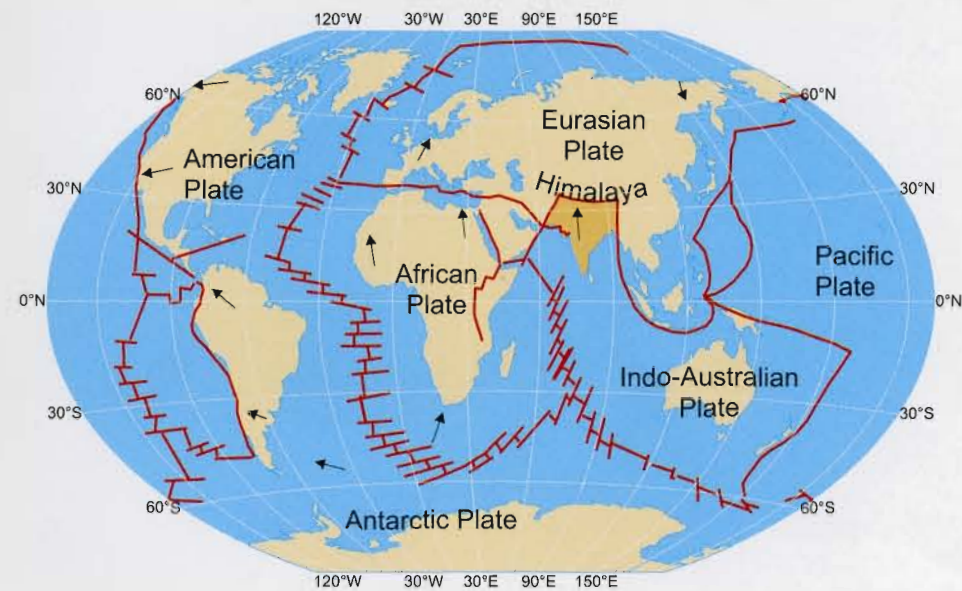 120°W 30°W 30°E 90°E 150°E
60°N 60°N
Eurasian
Plate
American
Plate
Himalaya
30°N 30°N
African
Plate
Pacific
Plate
0°N 0°N
Indo-Australian
Plate
30°S 30°S
60°S 60°S
Antarctic Plate
120°W 30°W 30°E 90°E 150°E